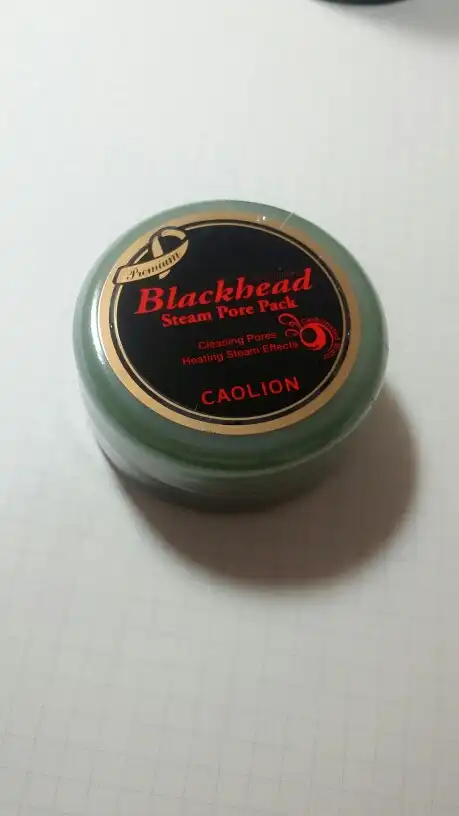 Premium
Blackhead
Steam Pore Pack
Clearing Pores
Heating Steam Effects
CAOLION